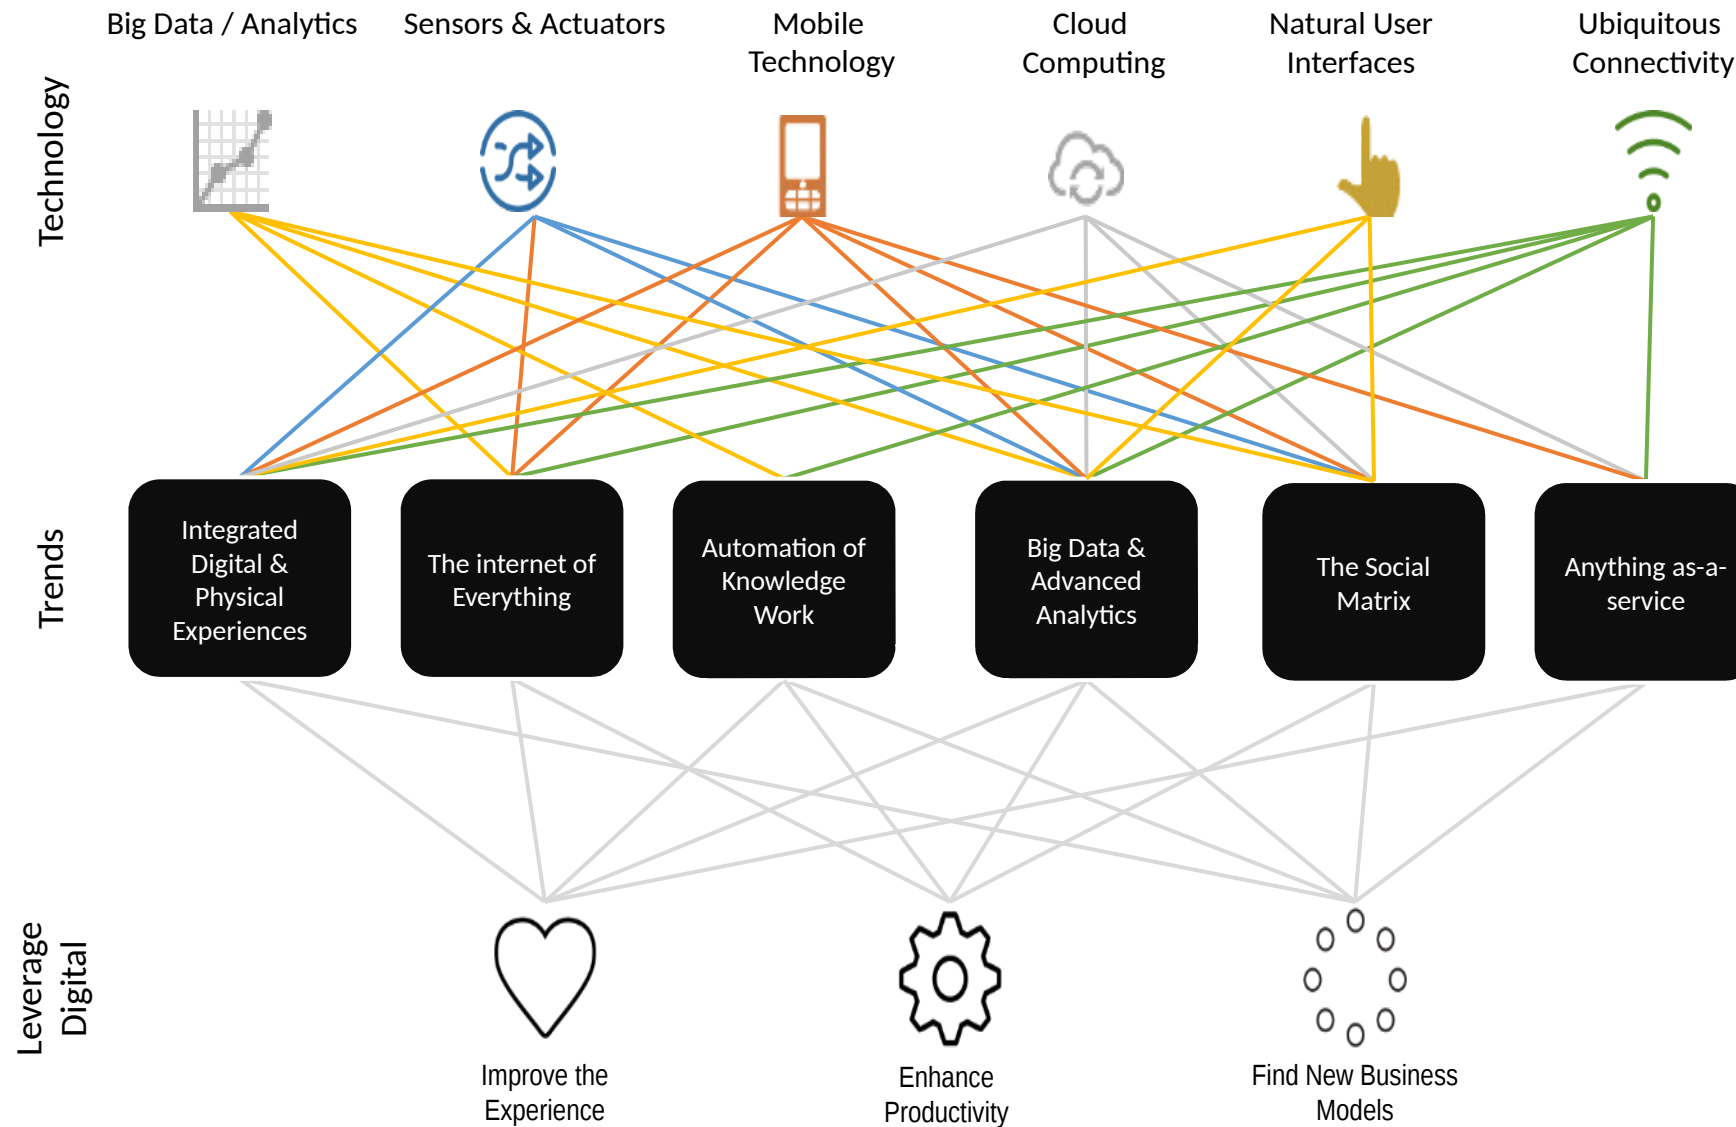 Big Data / Analytics
Sensors & Actuators
Mobile
Technology
Cloud
Computing
Natural User
Interfaces
Ubiquitous
Connectivity
Technology
Trends
Integrated
Digital &
Physical
Experiences
The internet of
Everything
Automation of
Knowledge
Work
Big Data &
Advanced
Analytics
The Social
Matrix
Anything as-a-
service
Leverage
Digital
Improve the
Experience
Enhance
Productivity
Find New Business
Models